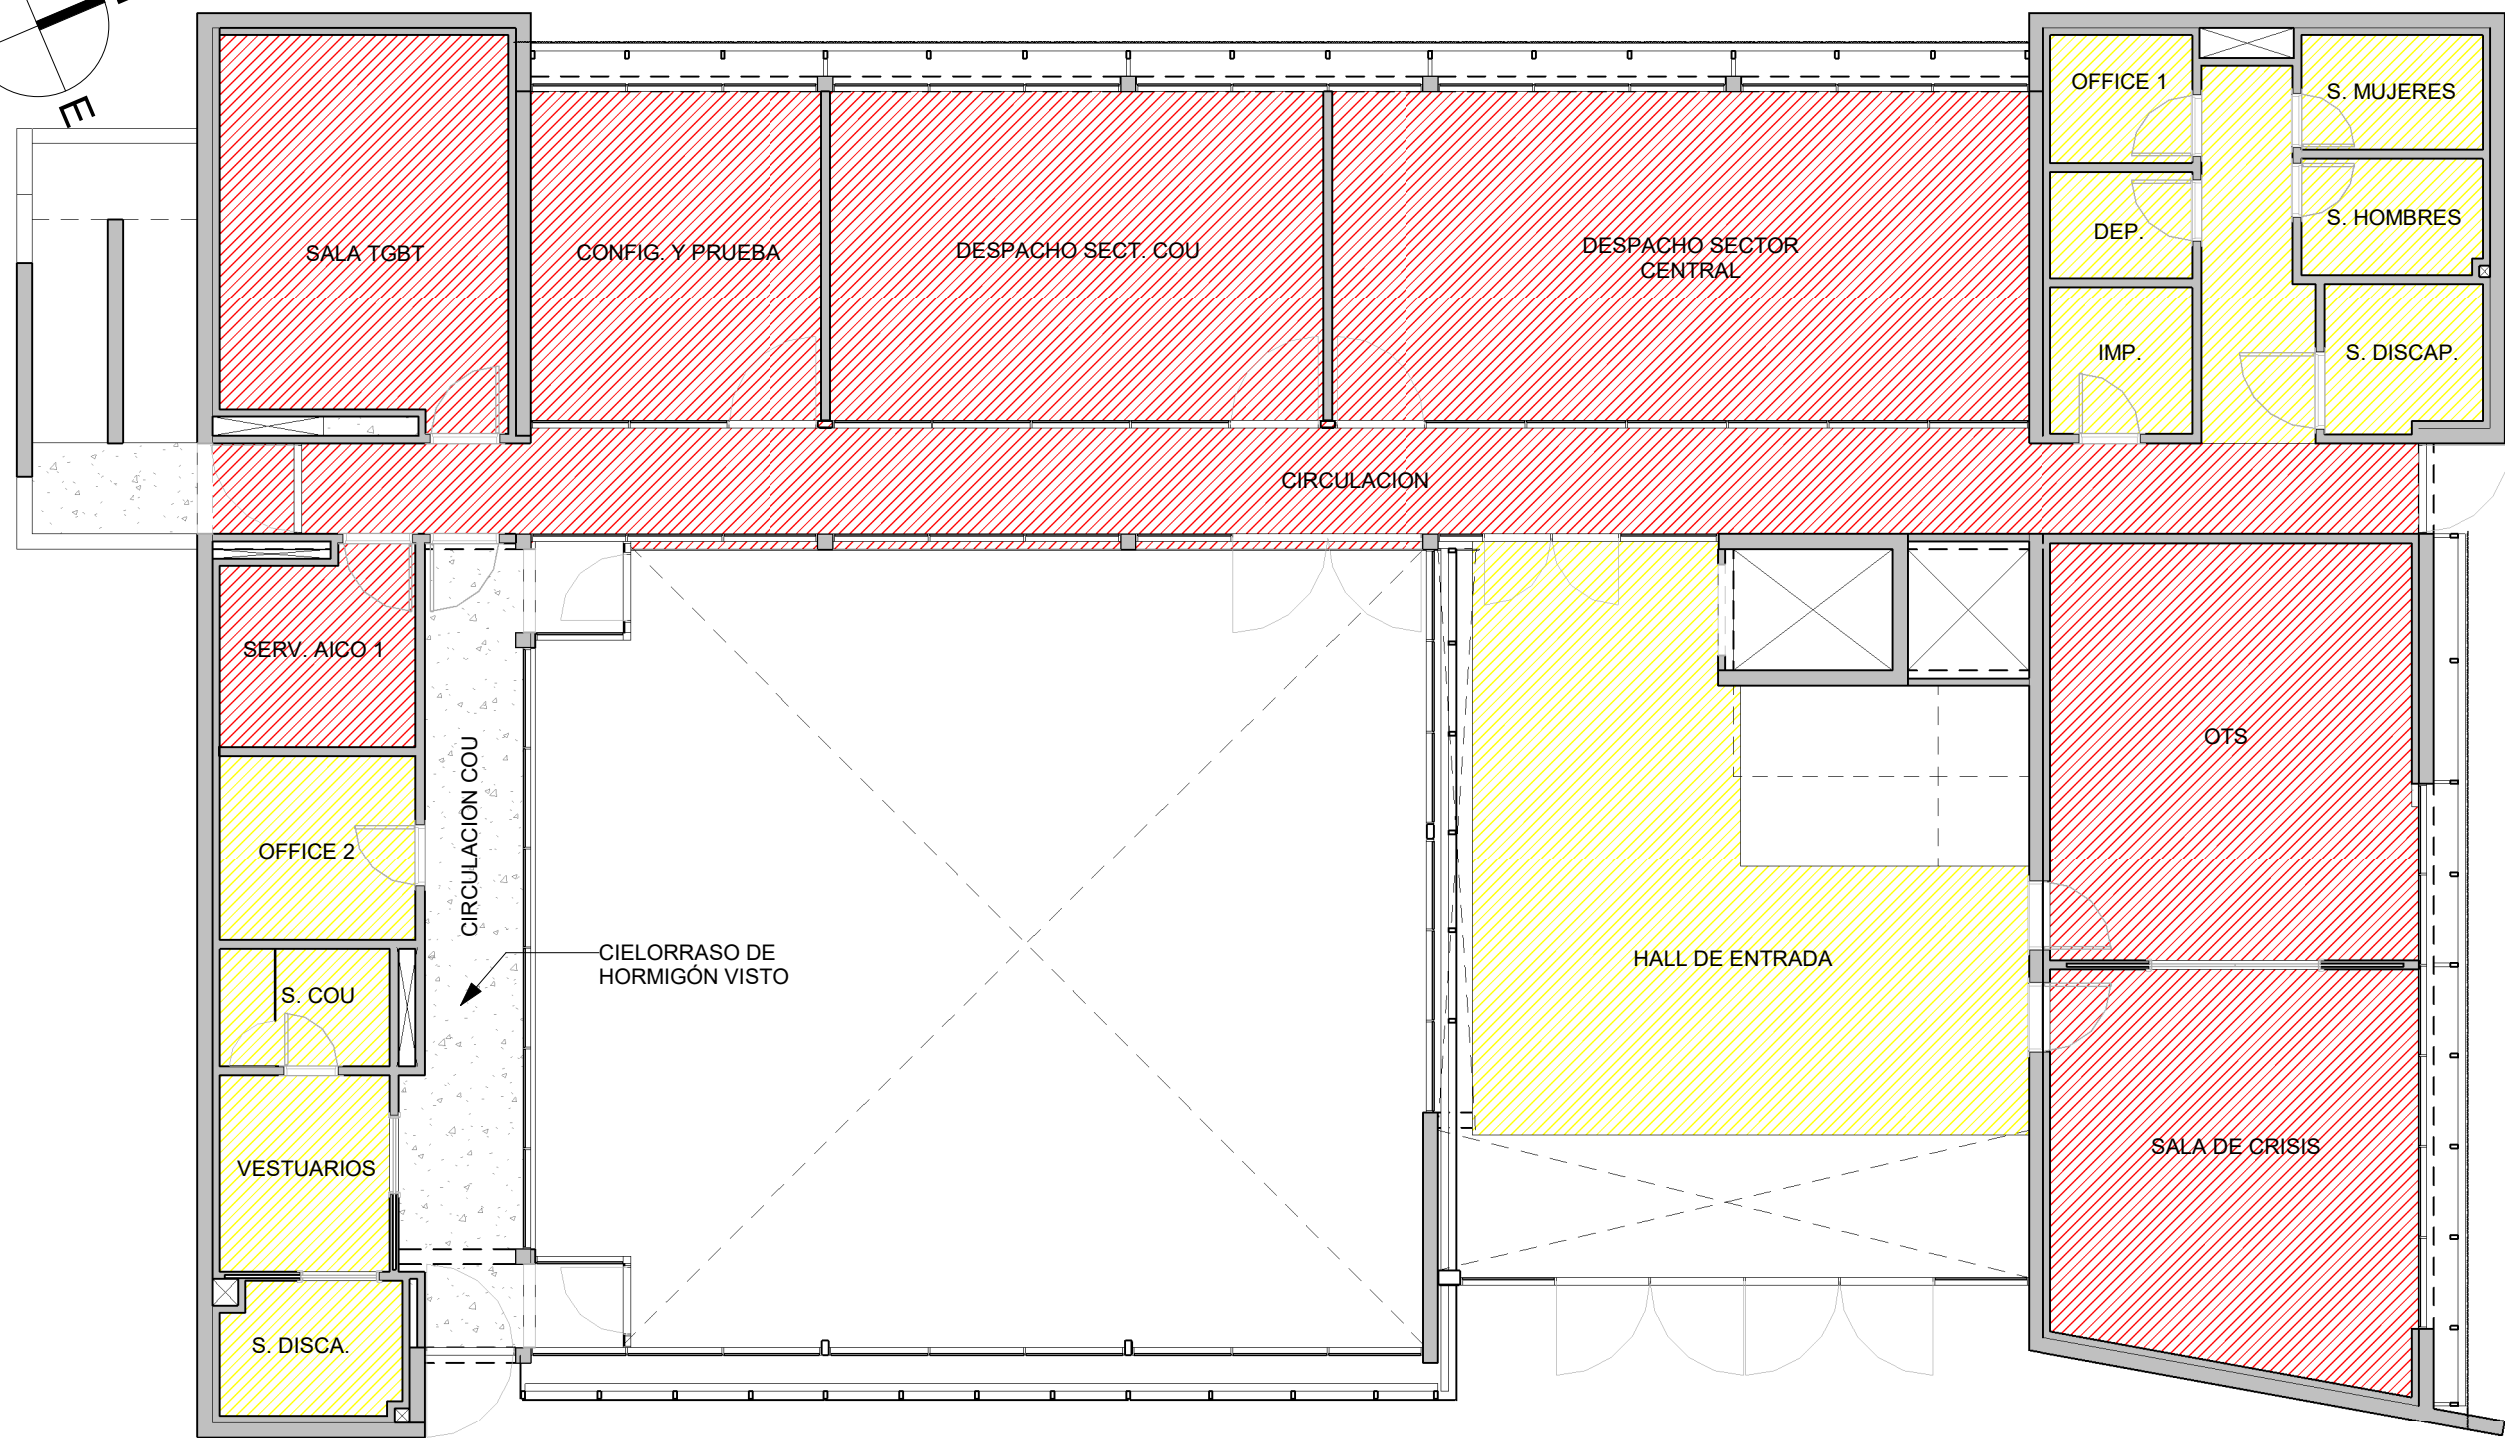 E
OFFICE 1
S. MUJERES
DEP.
S. HOMBRES
SALA TGBT
CONFIG. Y PRUEBA
DESPACHO SECT. COU
DESPACHO SECTOR
CENTRAL
IMP.
S. DISCAP.
CIRCULACION
SERV. AICO 1
OTS
CIRCULACION COU
OFFICE 2
CIELORRASO DE
HORMIGÓN VISTO
HALL DE ENTRADA
S. COU
VESTUARIOS
SALA DE CRISIS
S. DISCA.